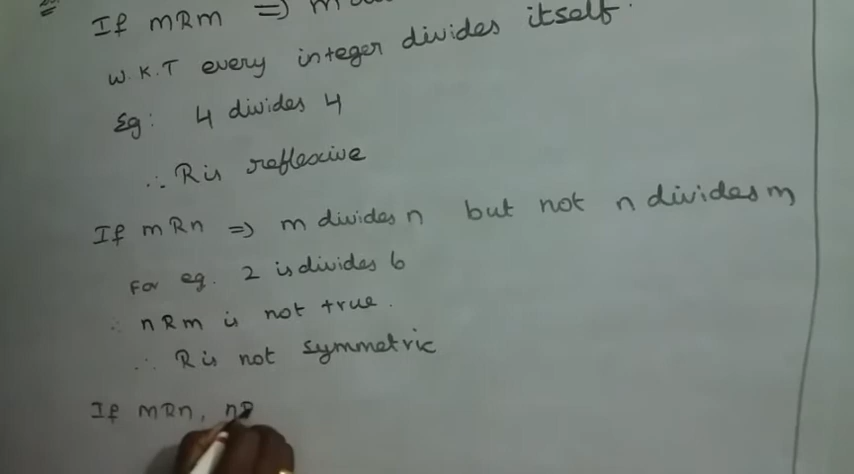 If mRm => m
W.K.T every integer divides itself.
Eg: 4 divides 4
∴ R is reflexive
If mRn => m divides n but not n divides m
For eg. 2 is divides 6
∴ nRm is not true.
∴ R is not symmetric
If mRn, nR